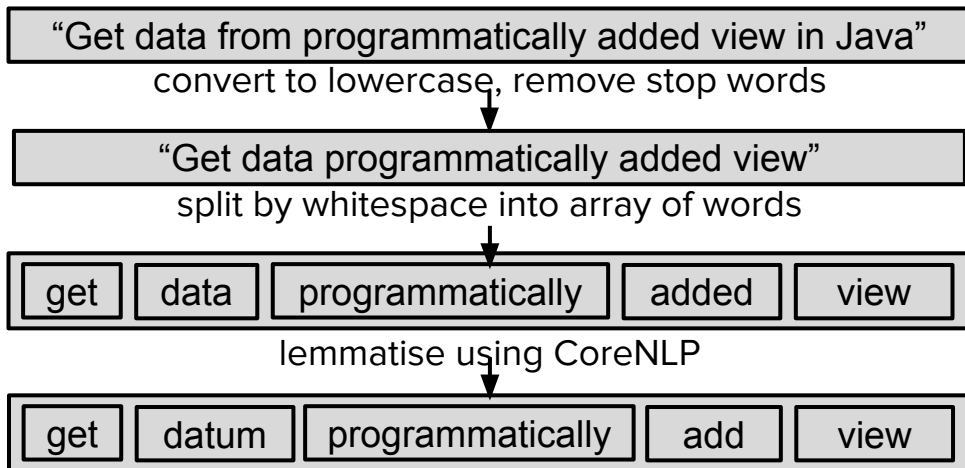 “Get data from programmatically added view in Java”
convert to lowercase, remove stop words
“Get data programmatically added view”
split by whitespace into array of words
get data programmatically added view
lemmatise using CoreNLP
get datum programmatically add view